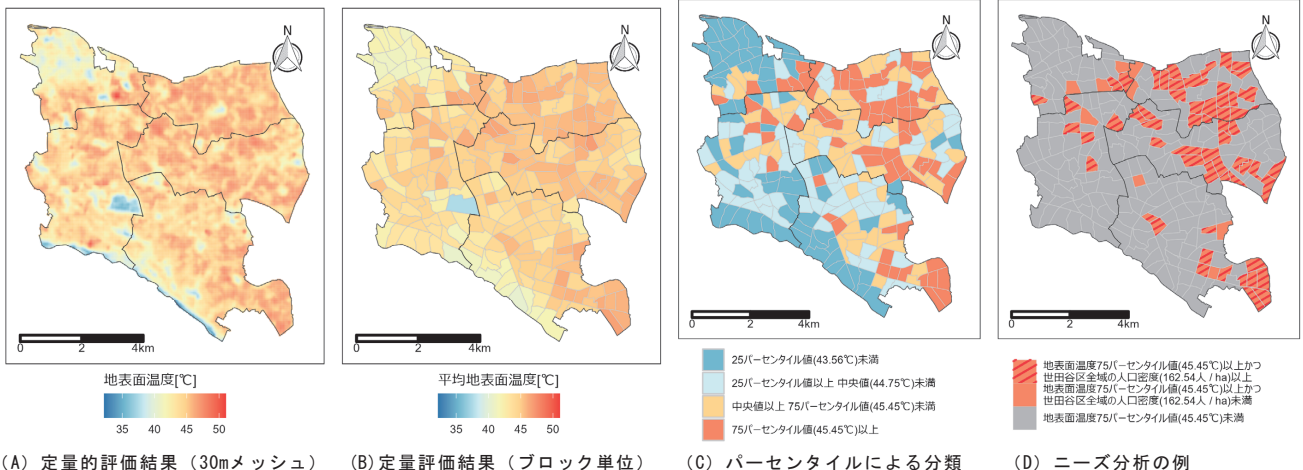 N
0 2 4km
地表面温度[℃]
35 40 45 50
(A) 定量的評価結果 (30mメッシュ)
N
0 2 4km
平均地表面温度[℃]
35 40 45 50
(B)定量評価結果 (ブロック単位)
N
0 2 4km
25パーセンタイル値(43.56℃)未満
25パーセンタイル値以上 中央値(44.75℃)未満
中央値以上 75パーセンタイル値(45.45℃)未満
75パーセンタイル値(45.45℃)以上
(C) パーセンタイルによる分類
N
0 2 4km
地表面温度75パーセンタイル値(45.45℃)以上かつ
世田谷区全域の人口密度(162.54人 / ha)以上
地表面温度75パーセンタイル値(45.45℃)以上かつ
世田谷区全域の人口密度(162.54人 / ha)未満
地表面温度75パーセンタイル値(45.45℃)未満
(D) ニーズ分析の例